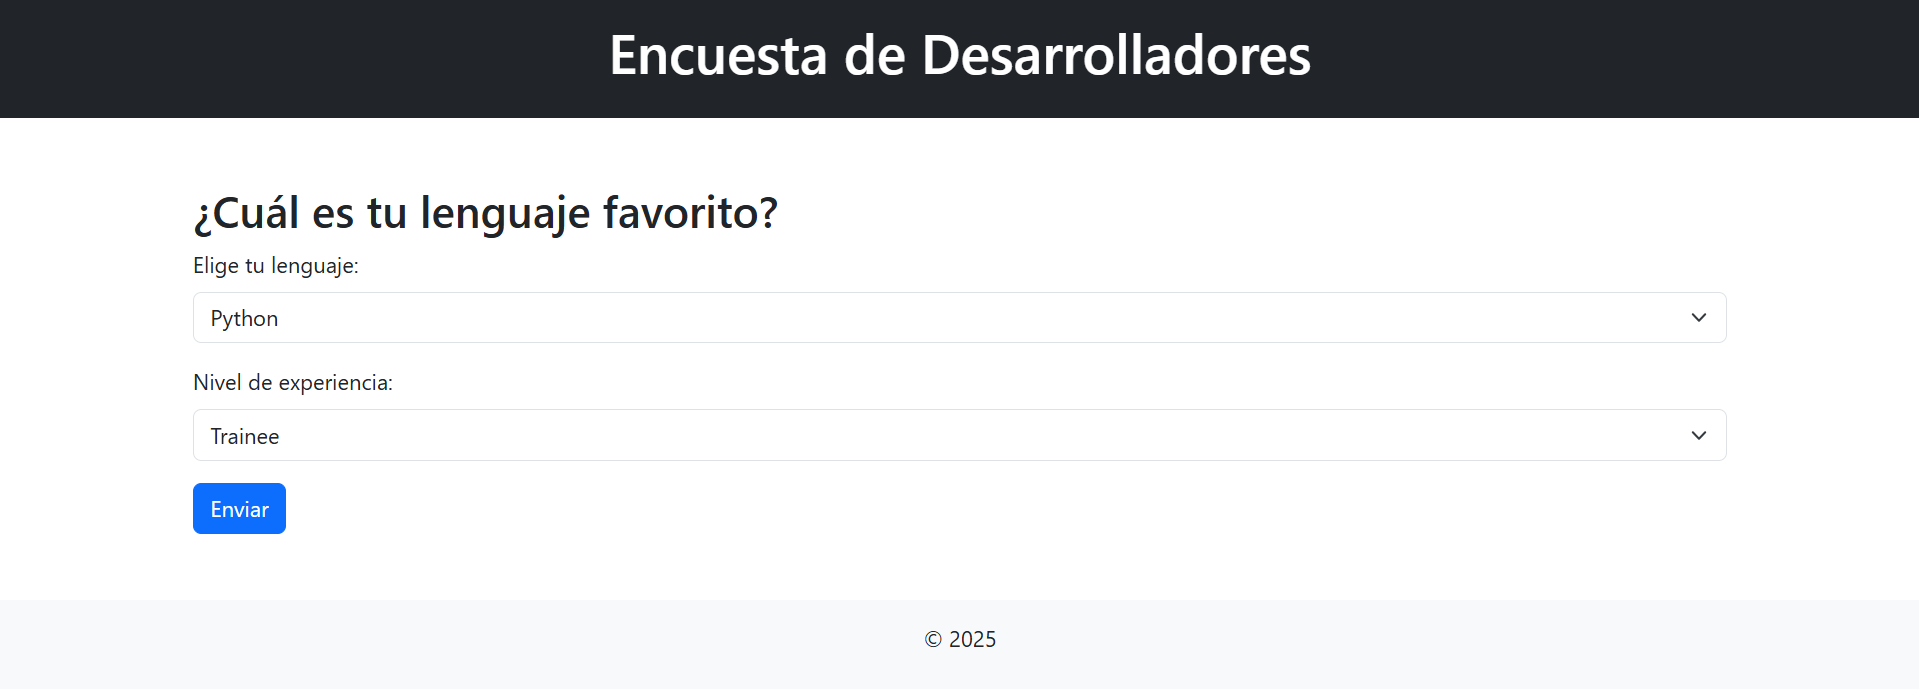 Encuesta de Desarrolladores
¿Cuál es tu lenguaje favorito?
Elige tu lenguaje:
Python
Nivel de experiencia:
Trainee
Enviar
© 2025